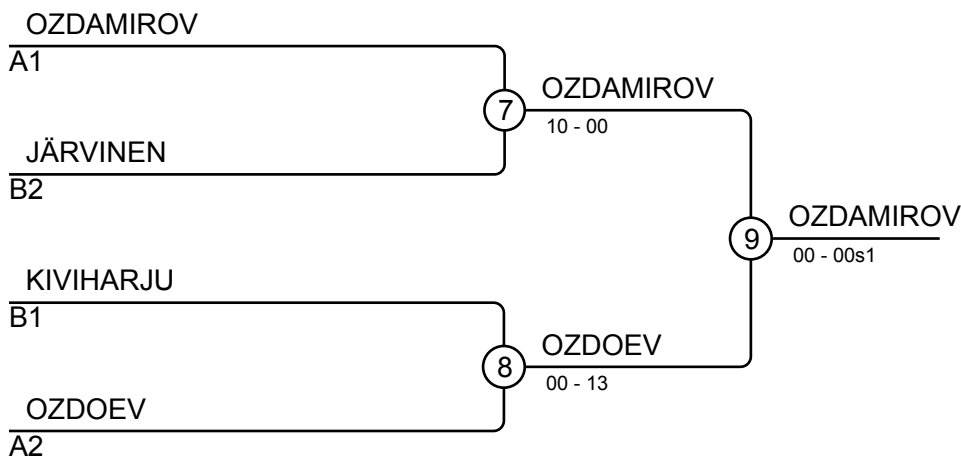 OZDAMIROV
A1
7
OZDAMIROV
10 - 00
JÄRVINEN
B2
9
OZDAMIROV
00 - 00s1
KIVIHARJU
B1
8
OZDOEV
00 - 13
OZDOEV
A2